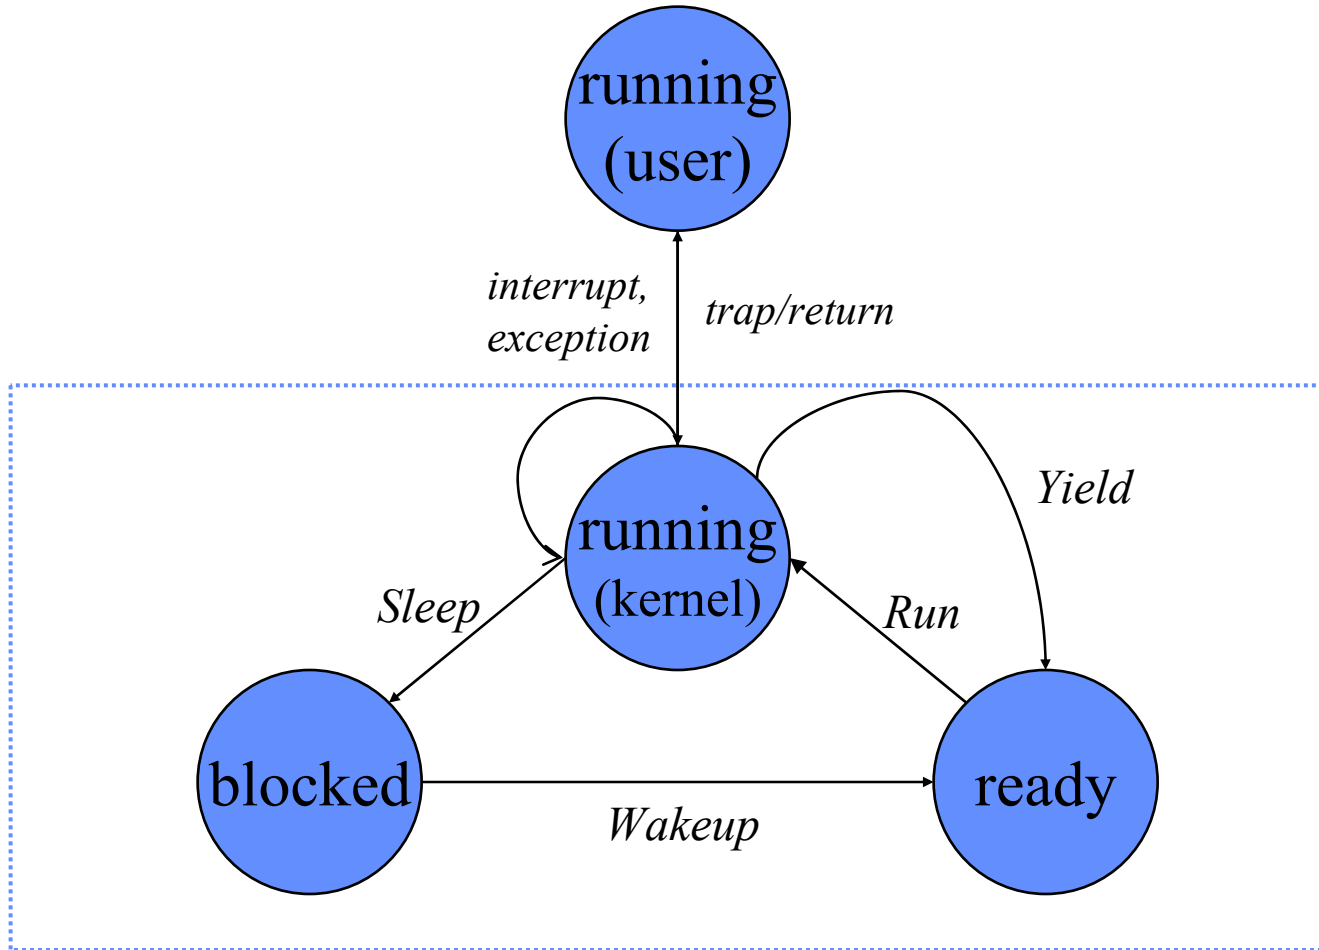 running
(user)
interrupt,
exception
trap/return
Yield
running
(kernel)
Sleep
Run
blocked
ready
Wakeup